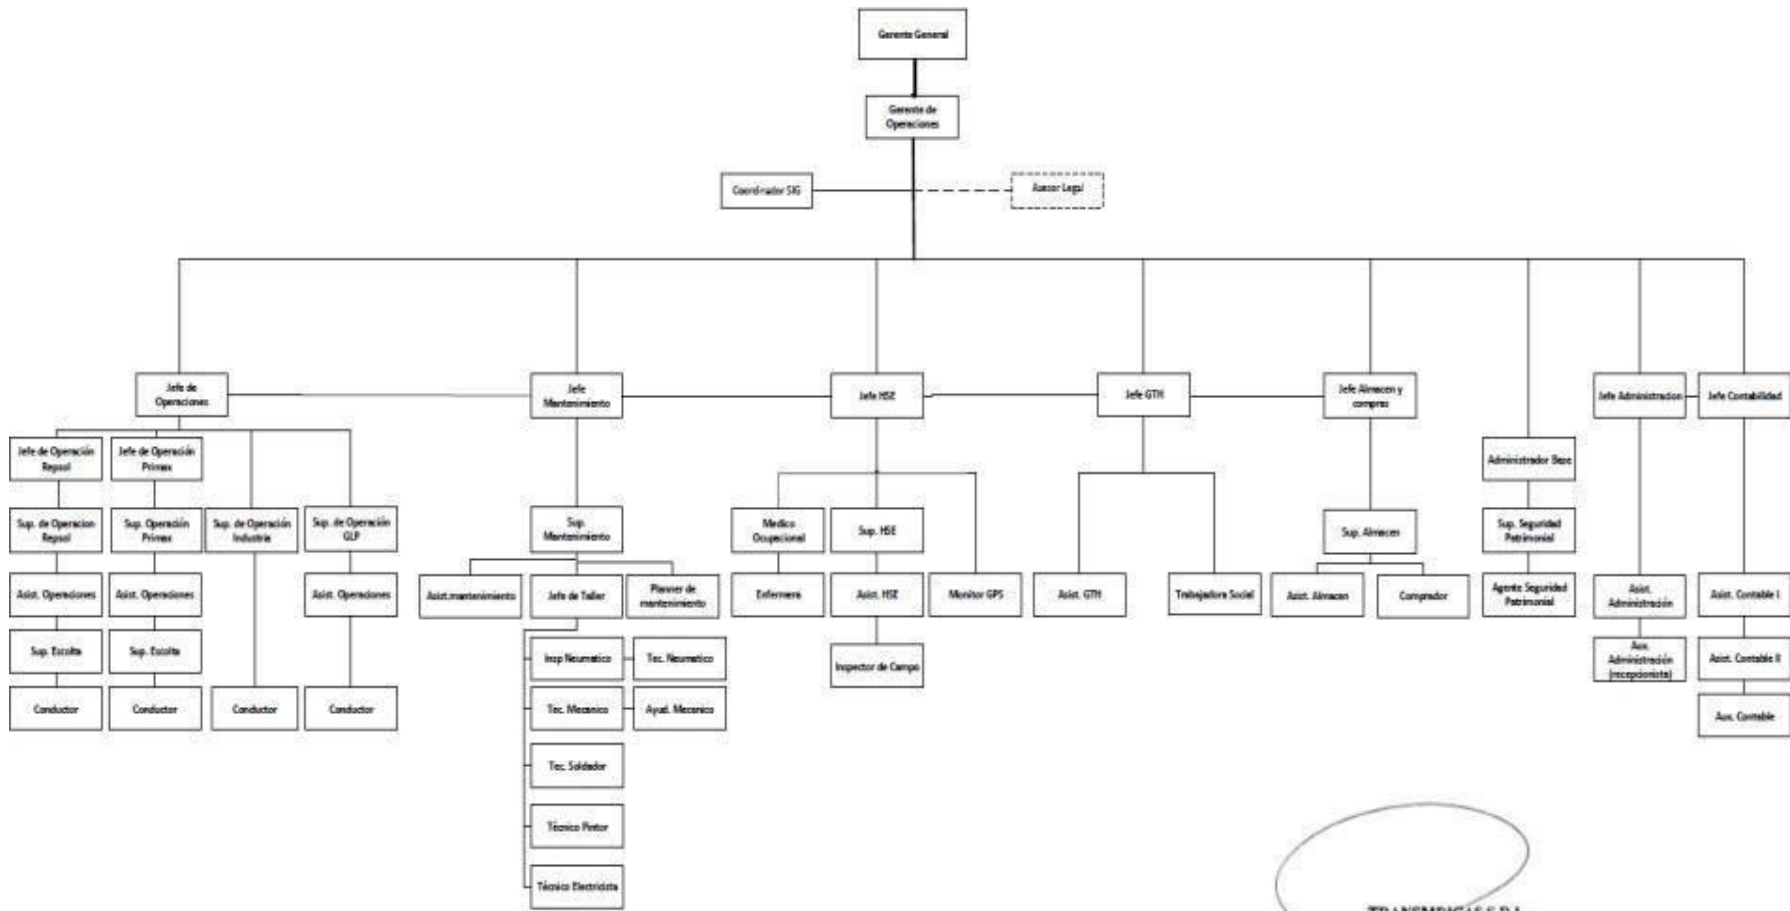 Gerente General
Gerente de
Operaciones
Coordinador SIG
Asesor Legal
Jefe de
Operaciones
Jefe
Mantenimiento
Jefe HSE
Jefe GTH
Jefe Almacen y
compras
Jefe Administracion
Jefe Contabilidad
Jefe de Operación
Repsol
Jefe de Operación
Primax
Administrador Base
Sup. de Operacion
Repsol
Sup. Operación
Primax
Sup. de Operación
Industria
Sup. de Operación
GLP
Sup.
Mantenimiento
Medico
Ocupacional
Sup. HSE
Sup. Almacen
Sup. Seguridad
Patrimonial
Asist. Operaciones
Asist. Operaciones
Asist. Operaciones
Asist.mantenimiento
Jefe de Taller
Planner de
mantenimiento
Enfermera
Asist. HSE
Monitor GPS
Asist. GTH
Trabajadora Social
Asist. Almacen
Comprador
Agente Seguridad
Patrimonial
Asist.
Administración
Asist. Contable I
Sup. Escolta
Sup. Escolta
Insp Neumatico
Tec. Neumatico
Inspector de Campo
Aux.
Administración
(recepcionista)
Asist. Contable II
Conductor
Conductor
Conductor
Conductor
Tec. Mecanico
Ayud. Mecanico
Aux. Contable
Tec. Soldador
Técnico Pintor
Técnico Electricista